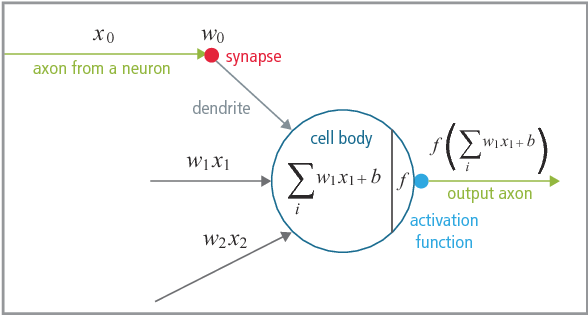 x0 w0
synapse
axon from a neuron
dendrite
cell body
f(∑ w1x1+b)
i
w1x1
∑ w1x1+b f
i
output axon
activation
function
w2x2